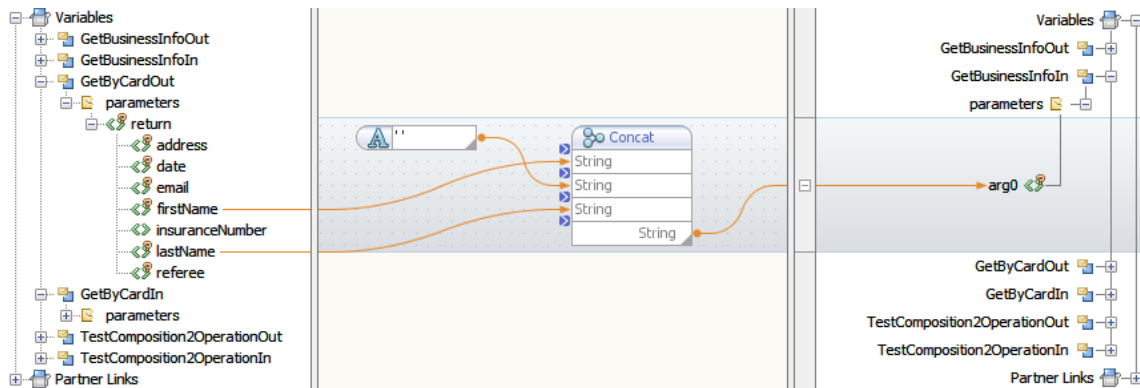 Variables
GetBusinessInfoOut
GetBusinessInfoIn
GetByCardOut
parameters
return
address
date
email
firstName
insuranceNumber
lastName
referee
GetByCardIn
parameters
TestComposition2OperationOut
TestComposition2OperationIn
Partner Links
A ' '
Concat
String
String
String
String
Variables
GetBusinessInfoOut
GetBusinessInfoIn
parameters
arg0
GetByCardOut
GetByCardIn
TestComposition2OperationOut
TestComposition2OperationIn
Partner Links